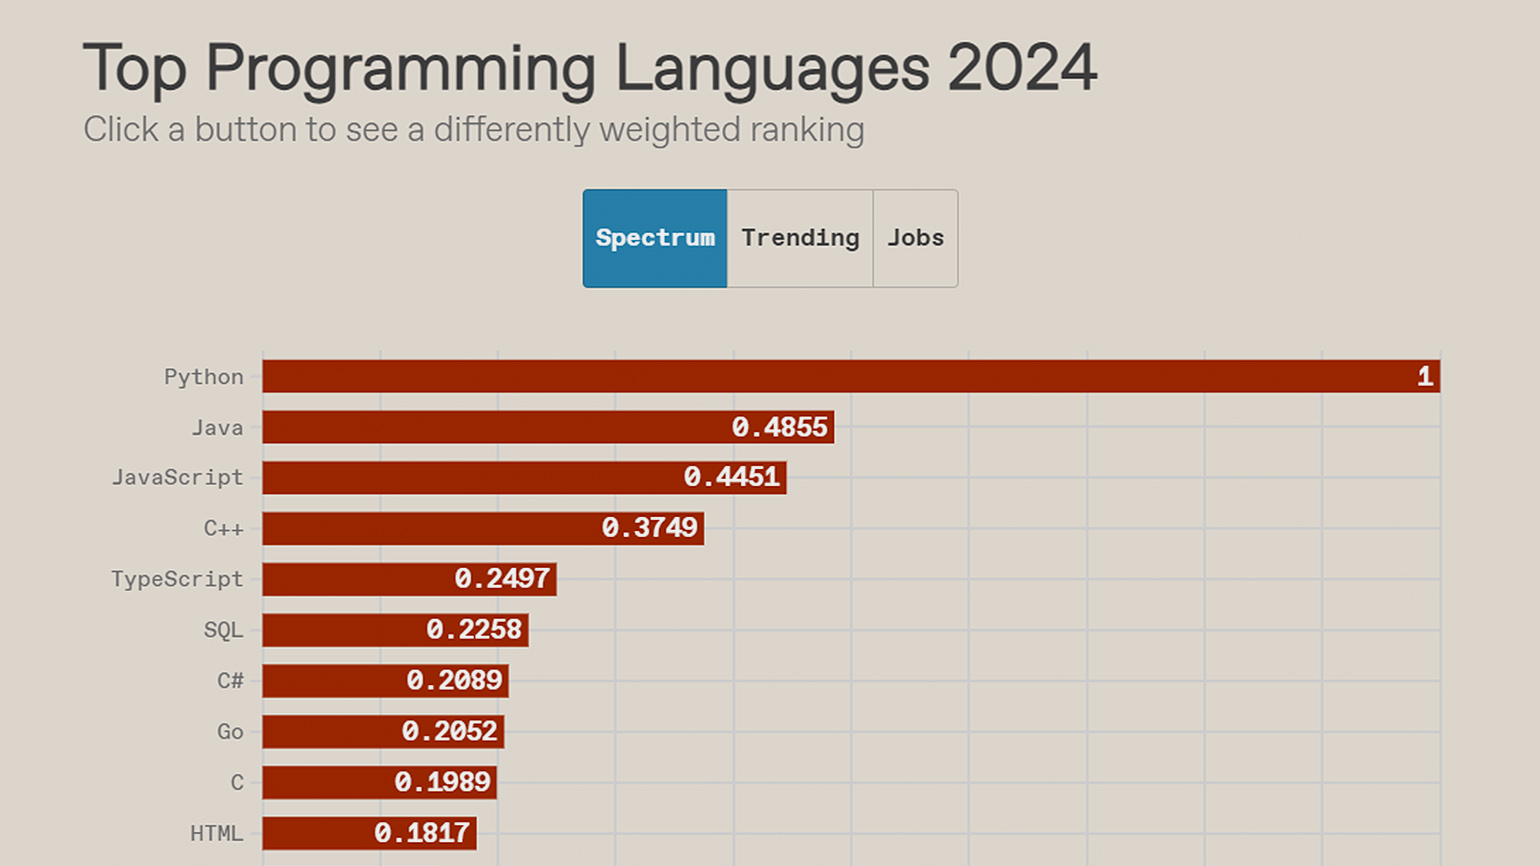 Top Programming Languages 2024
Click a button to see a differently weighted ranking
Spectrum Trending Jobs
Python 1
Java 0.4855
JavaScript 0.4451
C++ 0.3749
TypeScript 0.2497
SQL 0.2258
C# 0.2089
Go 0.2052
C 0.1989
HTML 0.1817